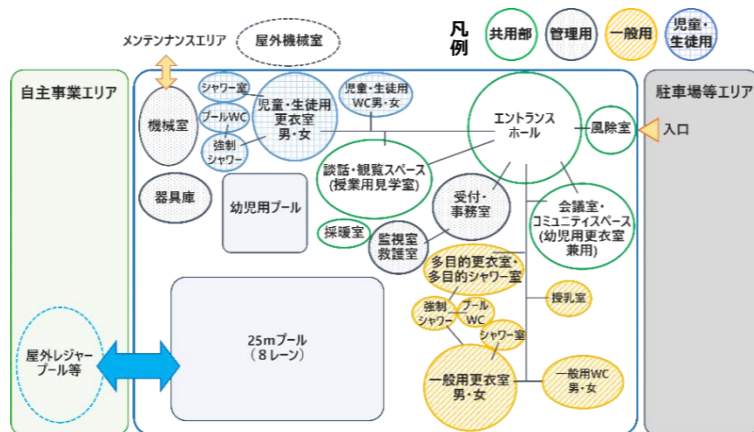 凡
例
共用部
管理用
一般用
児童・
生徒用
メンテンナンスエリア
屋外機械室
自主事業エリア
駐車場等エリア
機械室
シャワー室
プールWC
強制
シャワー
児童・生徒用
更衣室
男・女
児童・生徒用
WC男・女
エントランス
ホール
風除室
入口
談話・観覧スペース
(授業用見学室)
器具庫
幼児用プール
採暖室
監視室
救護室
受付・
事務室
会議室・
コミュニティスペース
(幼児用更衣室
兼用)
多目的更衣室・
多目的シャワー室
強制
シャワー
プール
WC
シャワー室
授乳室
25mプール
(8レーン)
屋外レジャー
プール等
一般用更衣室
男・女
一般用WC
男・女